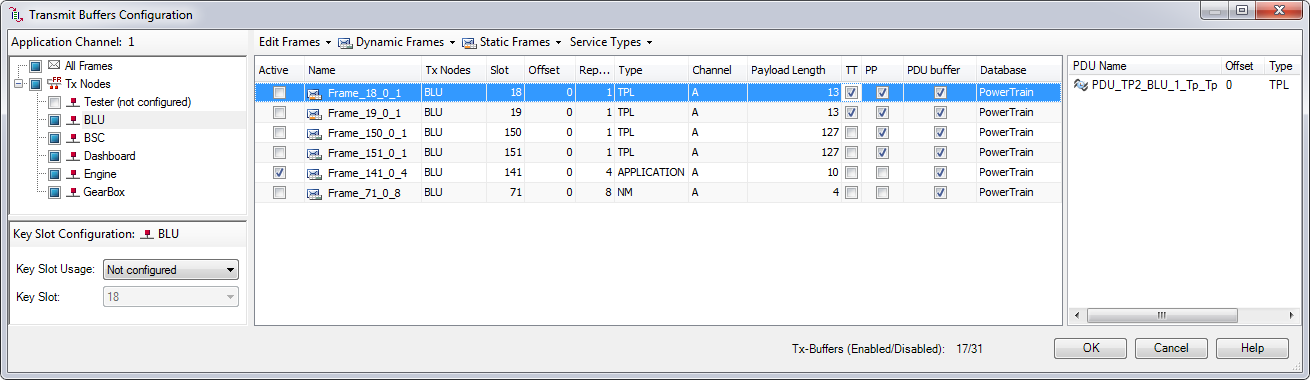 Transmit Buffers Configuration
Application Channel: 1
Edit Frames Dynamic Frames Static Frames Service Types
All Frames
FR Tx Nodes
Tester (not configured)
BLU
BSC
Dashboard
Engine
GearBox
Key Slot Configuration: BLU
Key Slot Usage: Not configured
Key Slot: 18
Active Name Tx Nodes Slot Offset Rep... Type Channel Payload Length TT PP PDU buffer Database
Frame_18_0_1 BLU 18 0 1 TPL A 13 PowerTrain
Frame_19_0_1 BLU 19 0 1 TPL A 13 PowerTrain
Frame_150_0_1 BLU 150 0 1 TPL A 127 PowerTrain
Frame_151_0_1 BLU 151 0 1 TPL A 127 PowerTrain
Frame_141_0_4 BLU 141 0 4 APPLICATION A 10 PowerTrain
Frame_71_0_8 BLU 71 0 8 NM A 4 PowerTrain
PDU Name Offset Type
PDU_TP2_BLU_1_Tp_Tp 0 TPL
Tx-Buffers (Enabled/Disabled): 17/31
OK Cancel Help